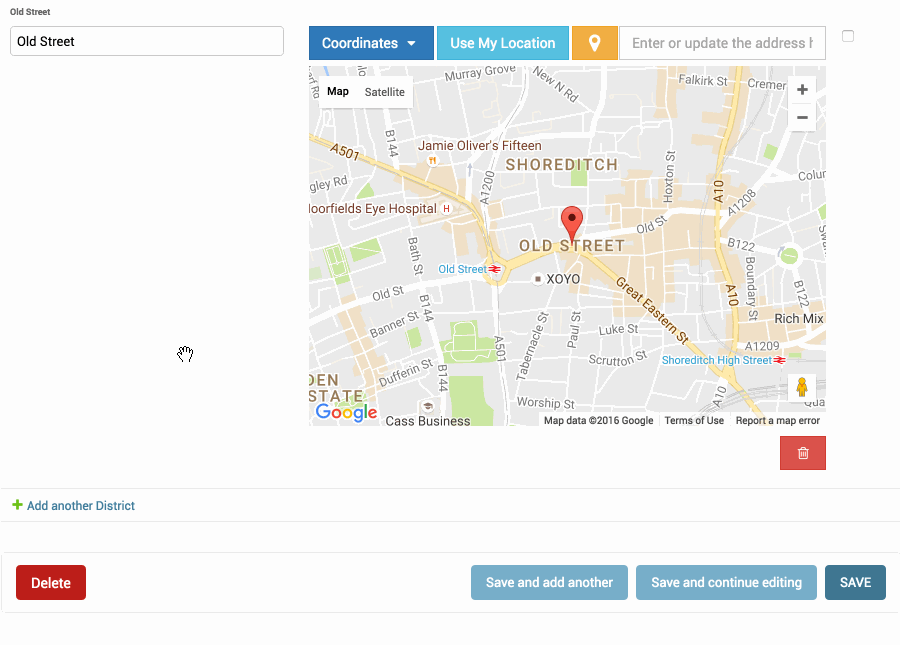 Old Street
Old Street
Coordinates
Use My Location
Enter or update the address h
Map
Satellite
Murray Grove
New N Rd
Falkirk St
Cremer
A501
B144
Jamie Oliver's Fifteen
SHOREDITCH
Hoxton St
A10
Colum
gley Rd
A1200
A1208
Moorfields Eye Hospital
H
Old St
OLD STREET
B122
Bath St
Old Street
XOYO
Boundary St
B122
Old St
Great Eastern St
A10
B144
Banner St
Tabernacle St
Paul St
Luke St
Rich Mix
A501
A1209
Scrutton St
Shoreditch High Street
Dufferin St
B144
DEN
ESTATE
A10
Qua
Worship St
Google
Cass Business
Map data ©2016 Google
Terms of Use
Report a map error
+ Add another District
Delete
Save and add another
Save and continue editing
SAVE